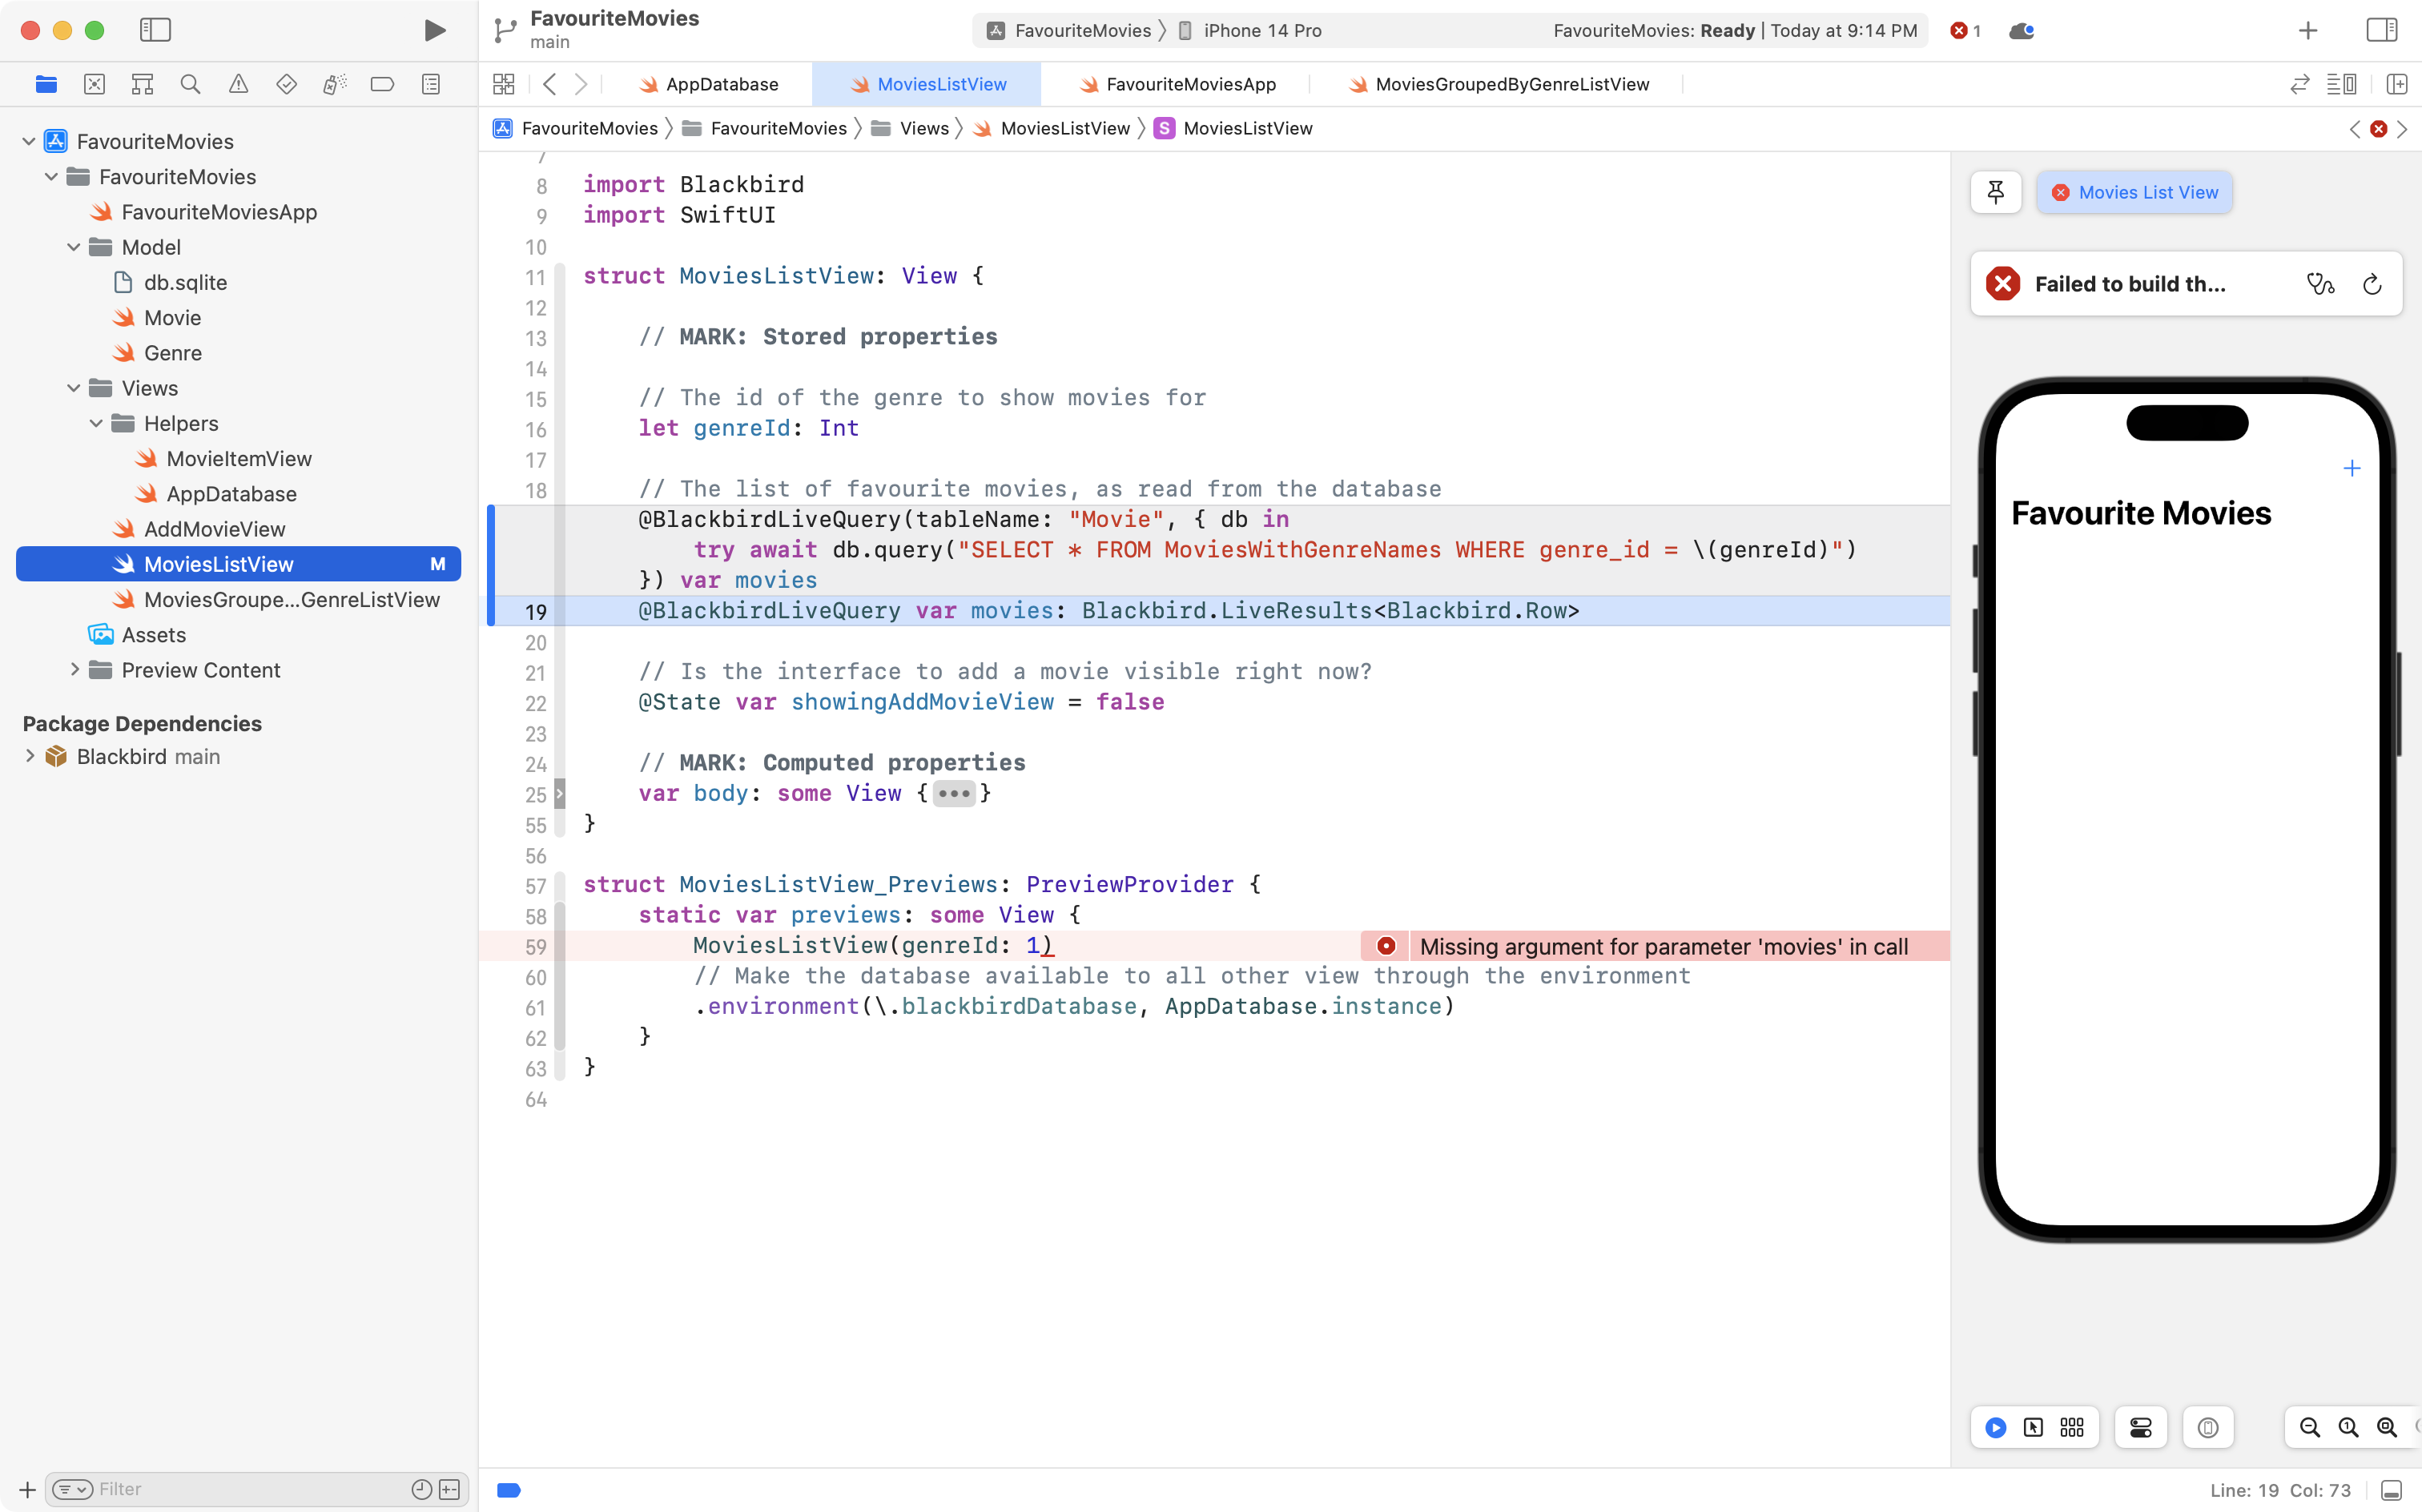 FavouriteMovies
main
FavouriteMovies
iPhone 14 Pro
FavouriteMovies: Ready | Today at 9:14 PM
1
AppDatabase
MoviesListView
FavouriteMoviesApp
MoviesGroupedByGenreListView
FavouriteMovies
FavouriteMovies
Views
MoviesListView
S MoviesListView
FavouriteMovies
FavouriteMovies
FavouriteMoviesApp
Model
db.sqlite
Movie
Genre
Views
Helpers
MovieItemView
AppDatabase
AddMovieView
MoviesListView M
MoviesGroupe...GenreListView
Assets
Preview Content
Package Dependencies
Blackbird main
Filter
7
8 import Blackbird
9 import SwiftUI
10
11 struct MoviesListView: View {
12
13 // MARK: Stored properties
14
15 // The id of the genre to show movies for
16 let genreId: Int
17
18 // The list of favourite movies, as read from the database
@BlackbirdLiveQuery(tableName: "Movie", { db in
try await db.query("SELECT * FROM MoviesWithGenreNames WHERE genre_id = \(genreId)")
}) var movies
19 @BlackbirdLiveQuery var movies: Blackbird.LiveResults<Blackbird.Row>
20
21 // Is the interface to add a movie visible right now?
22 @State var showingAddMovieView = false
23
24 // MARK: Computed properties
25 var body: some View {•••}
55 }
56
57 struct MoviesListView_Previews: PreviewProvider {
58 static var previews: some View {
59 MoviesListView(genreId: 1) Missing argument for parameter 'movies' in call
60 // Make the database available to all other view through the environment
61 .environment(\.blackbirdDatabase, AppDatabase.instance)
62 }
63 }
64
Movies List View
Failed to build th...
Favourite Movies
Line: 19 Col: 73